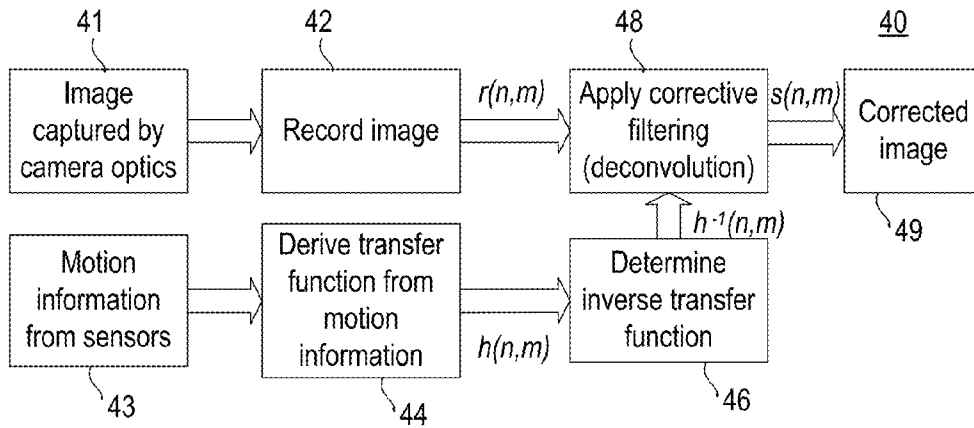 41
42
48
40
Image
captured by
camera optics
Record image
r(n,m)
Apply corrective
filtering
(deconvolution)
s(n,m)
Corrected
image
49
h⁻¹(n,m)
Motion
information
from sensors
Derive transfer
function from
motion
information
h(n,m)
Determine
inverse transfer
function
43
44
46